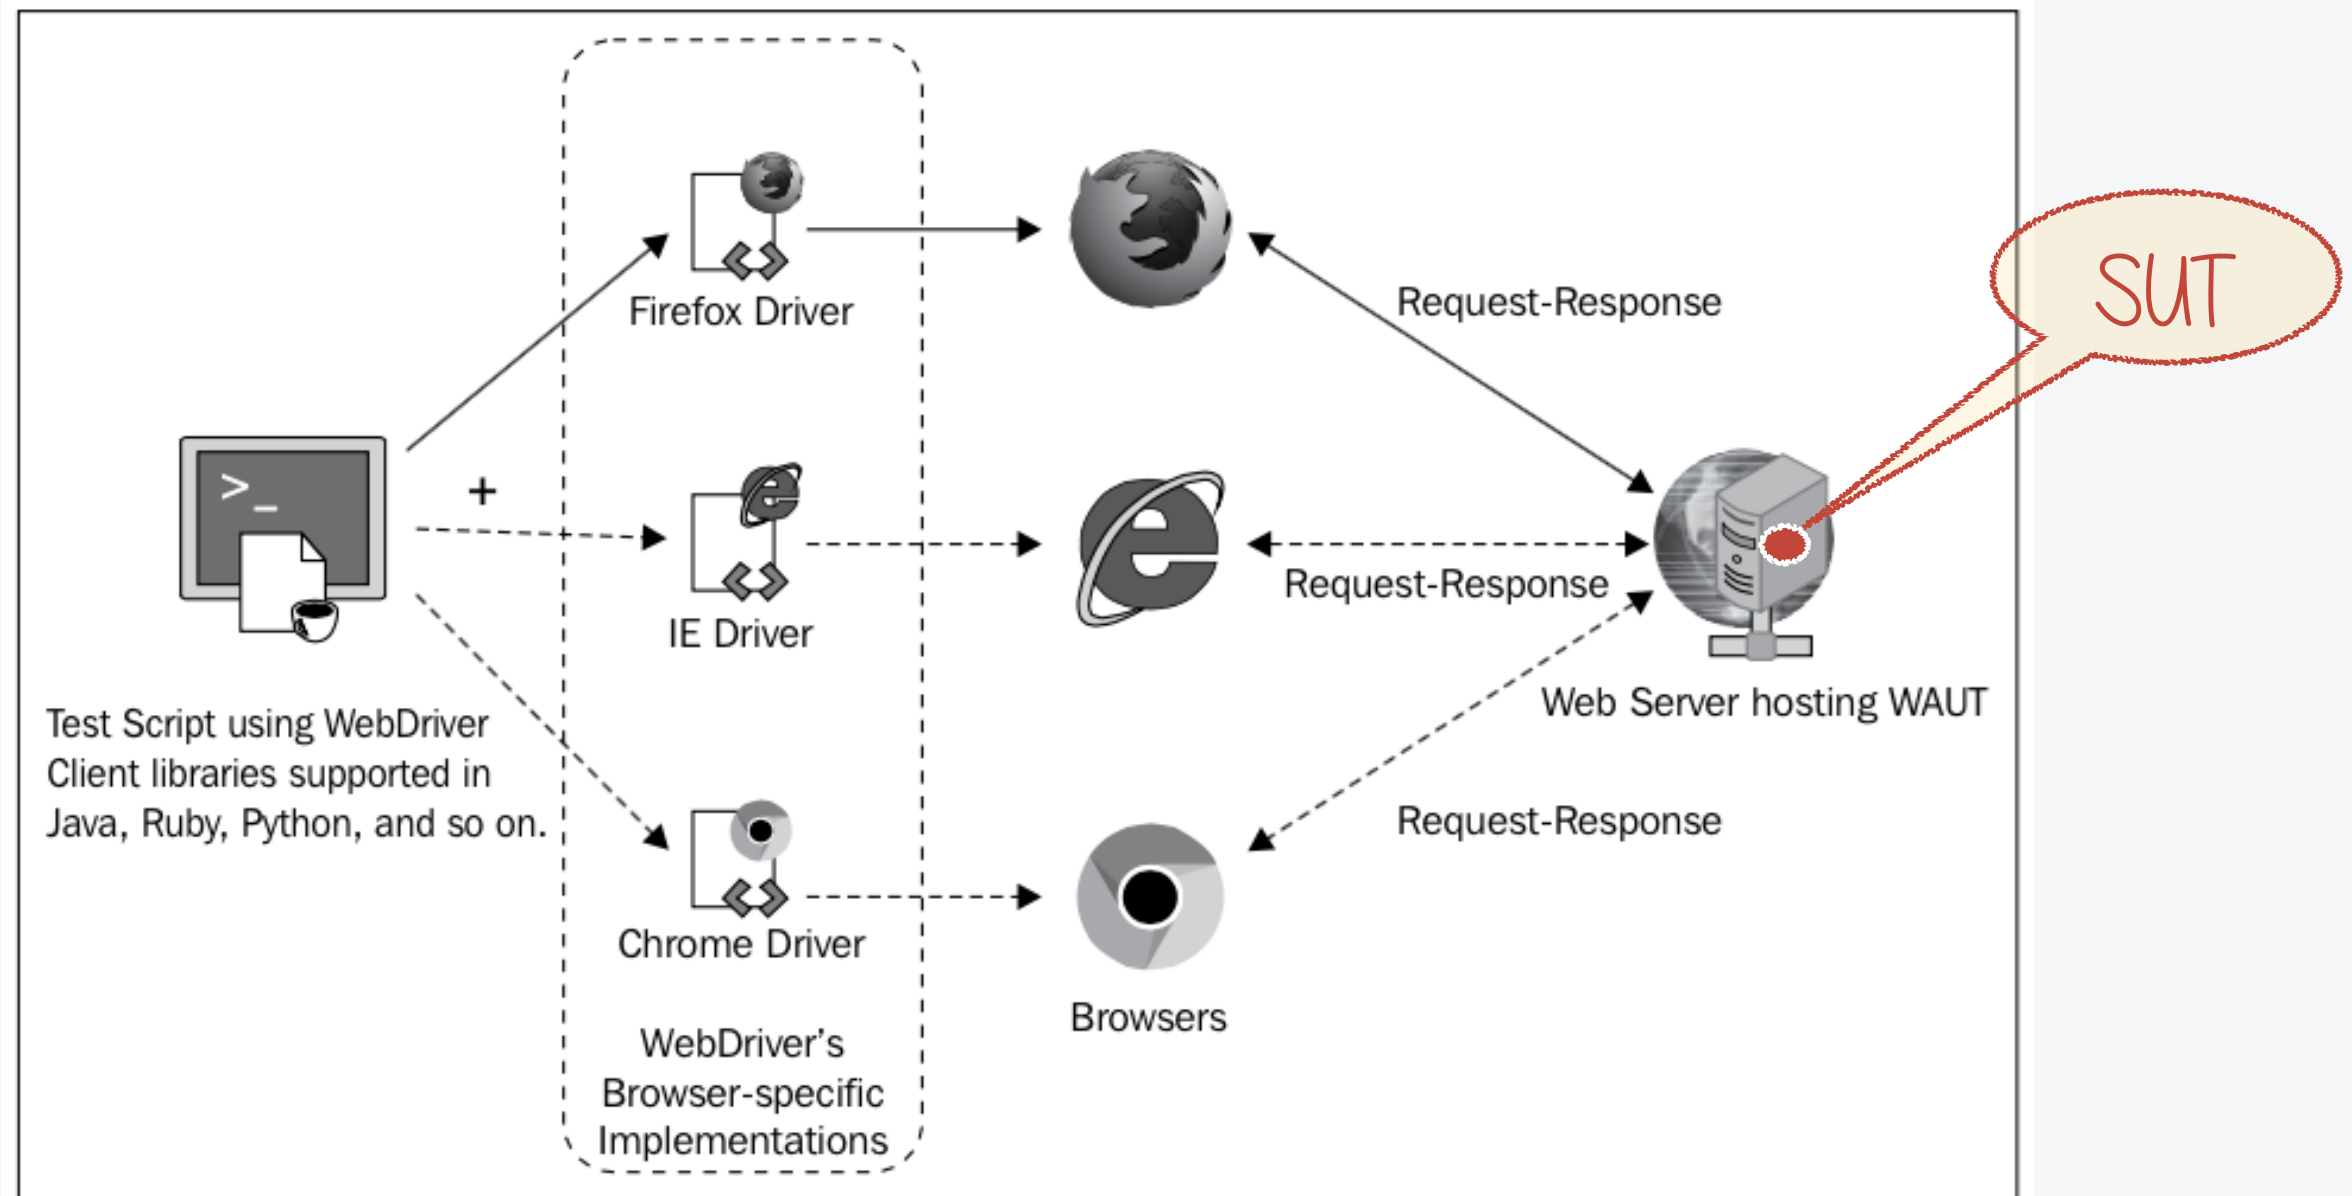 Firefox Driver
Request-Response
SUT
>_
+
IE Driver
Request-Response
Web Server hosting WAUT
Test Script using WebDriver
Client libraries supported in
Java, Ruby, Python, and so on.
Request-Response
Chrome Driver
Browsers
WebDriver's
Browser-specific
Implementations